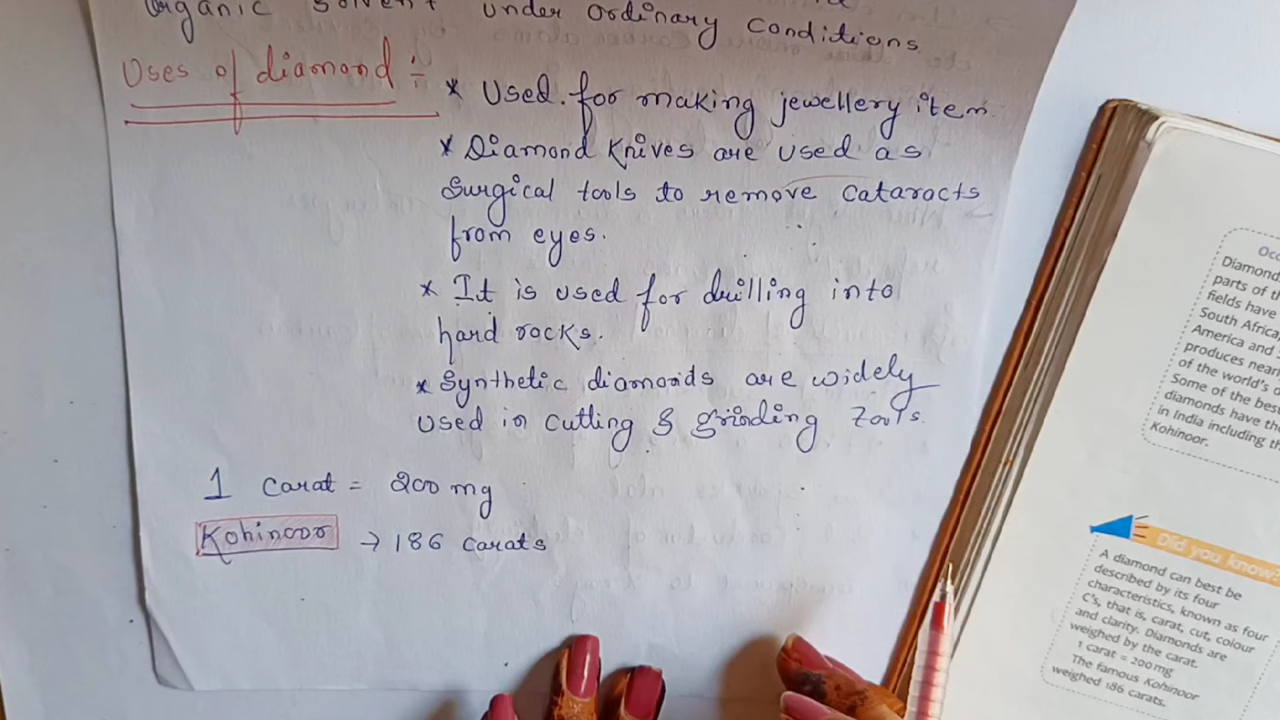 organic solvent under ordinary conditions.
Uses of diamond :-
* Used for making jewellery item
* Diamond knives are used as
surgical tools to remove cataracts
from eyes.
* It is used for drilling into
hard rocks.
* Synthetic diamonds are widely
used in cutting & grinding tools.
1 carat = 200 mg
Kohinoor → 186 carats
Diamond
parts of
fields have
South Africa,
America and
produces
of the world's
Some of the
diamonds have
in India including
Kohinoor.
Did you know?
A diamond can best be
described by its four
characteristics, known as four
C's, that is, carat, cut, colour
and clarity. Diamonds are
weighed by the carat.
1 carat = 200 mg
The famous Kohinoor
weighed 186 carats.